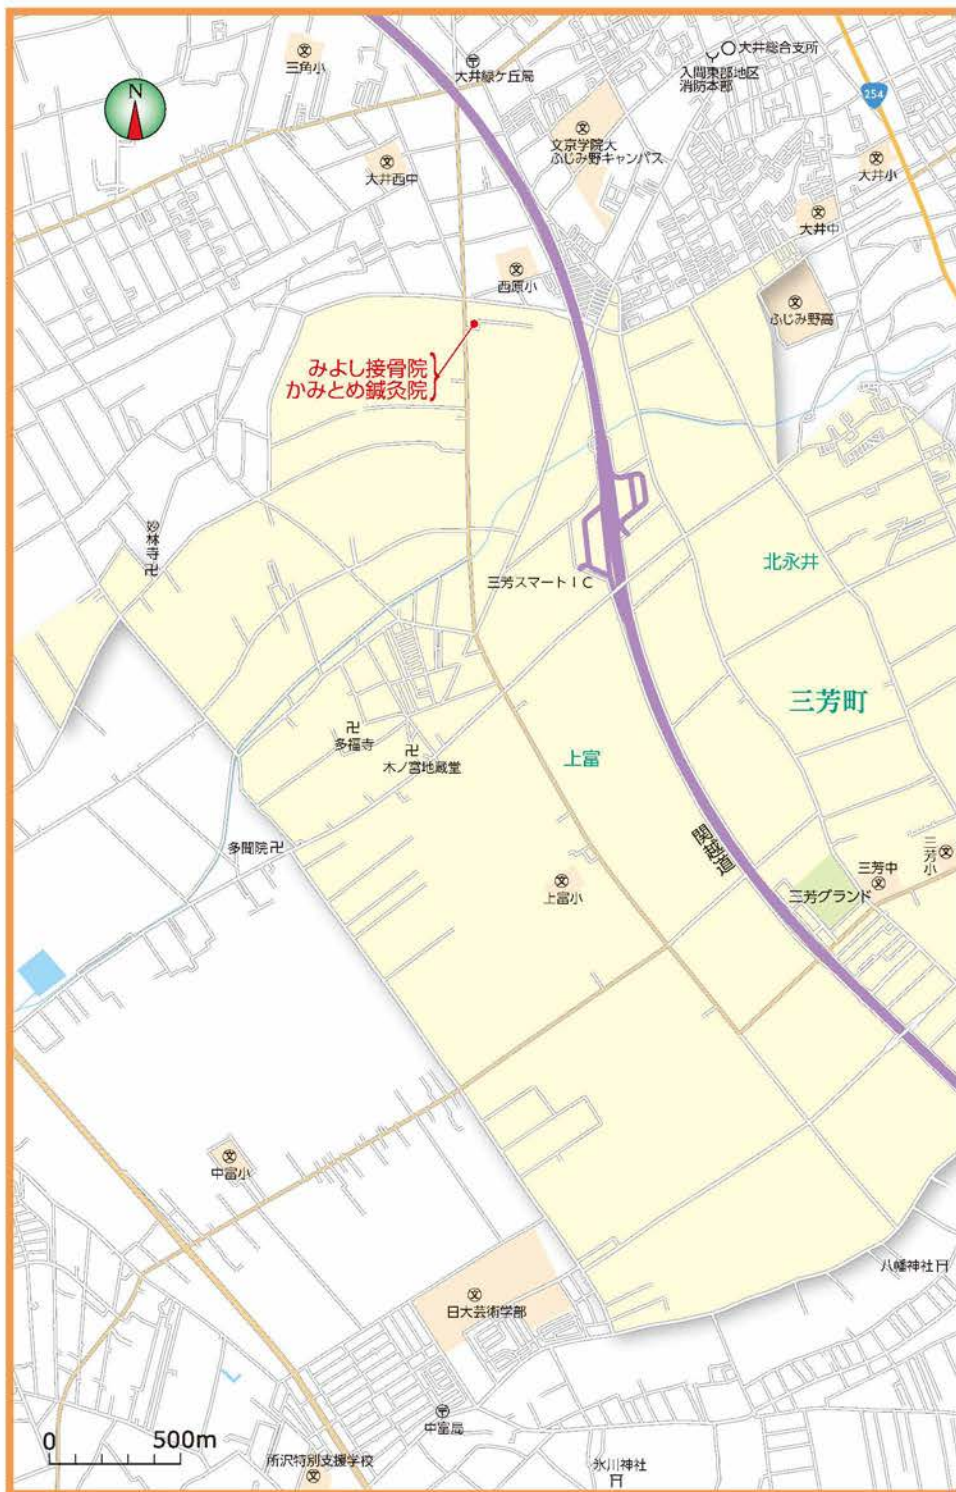 三角小
N
大井緑ケ丘局
大井総合支所
入間東部地区
消防本部
254
文
文京学院大
ふじみ野キャンパス
大井西中
大井小
大井中
西原小
ふじみ野高
みよし接骨院
かみとめ鍼灸院
妙林寺
三芳スマートIC
北永井
三芳町
上富
多福寺
木ノ宮地蔵堂
多聞院
関越道
上富小
三芳小
三芳中
三芳グランド
中富小
日大芸術学部
八幡神社
中富局
0 500m
所沢特別支援学校
氷川神社